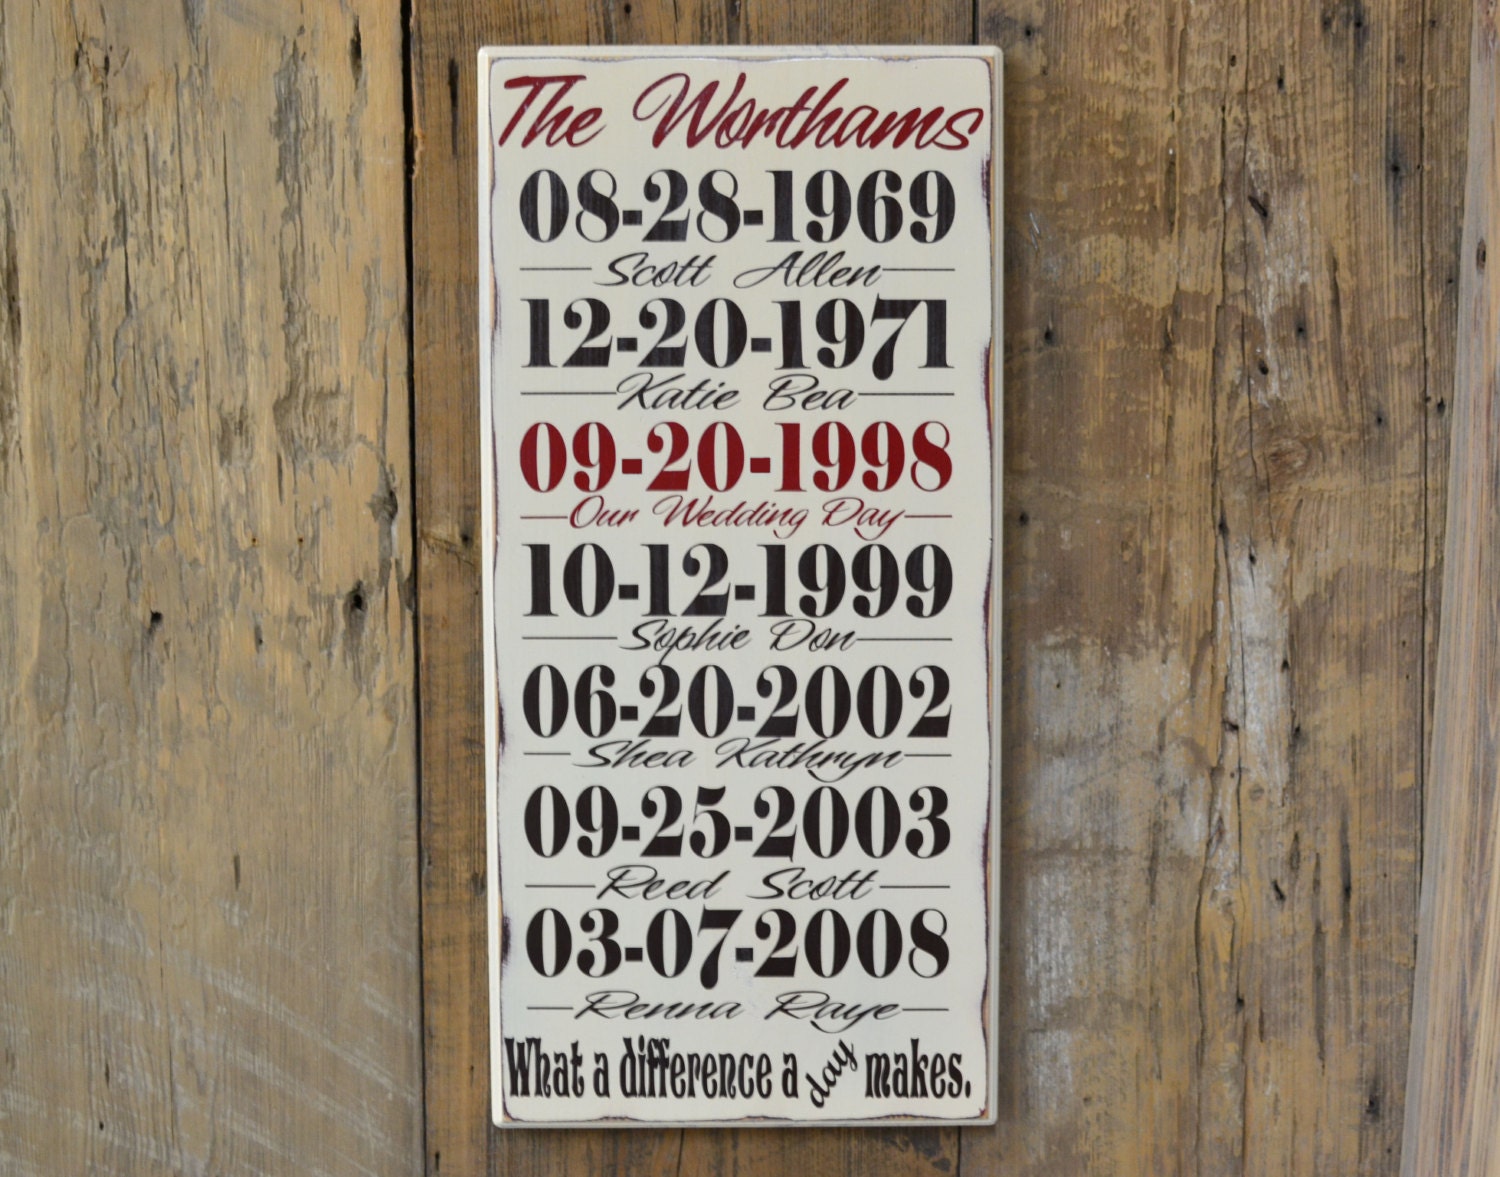 The Worthams
08-28-1969
Scott Allen
12-20-1971
Katie Bea
09-20-1998
Our Wedding Day
10-12-1999
Sophie Don
06-20-2002
Shea Kathryn
09-25-2003
Reed Scott
03-07-2008
Renna Raye
What a difference a day makes.